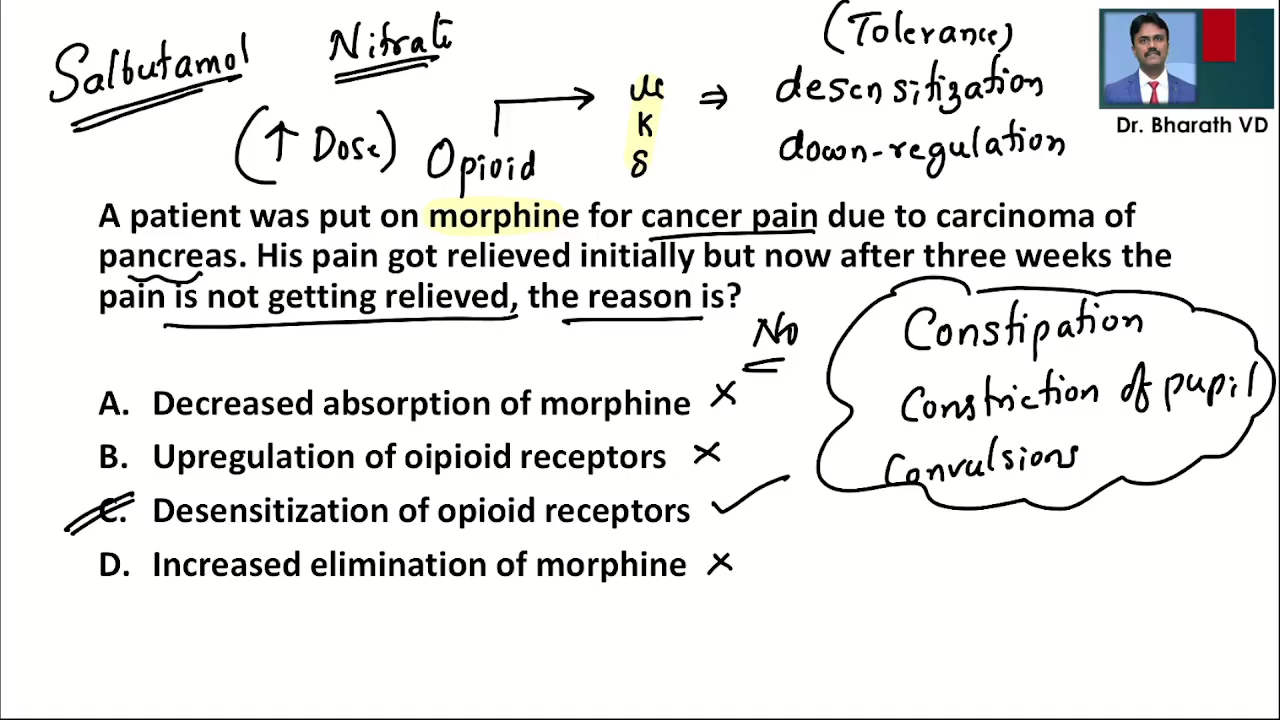 Salbutamol
Nitrate
(Tolerance)
μ ⇒ desensitization
κ
(↑ Dose)
Opioid
δ
down-regulation
Dr. Bharath VD
A patient was put on morphine for cancer pain due to carcinoma of
pancreas. His pain got relieved initially but now after three weeks the
pain is not getting relieved, the reason is?
No
Constipation
Constriction of pupil
Convulsions
A. Decreased absorption of morphine ×
B. Upregulation of oipioid receptors ×
C. Desensitization of opioid receptors ✓
D. Increased elimination of morphine ×